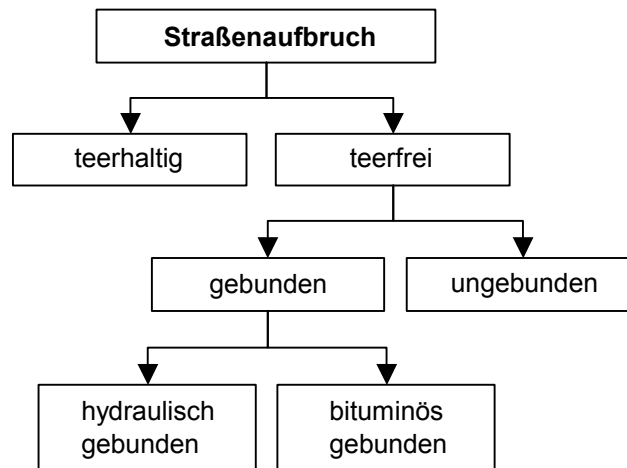 Straßenaufbruch
teerhaltig
teerfrei
gebunden
ungebunden
hydraulisch
gebunden
bituminös
gebunden